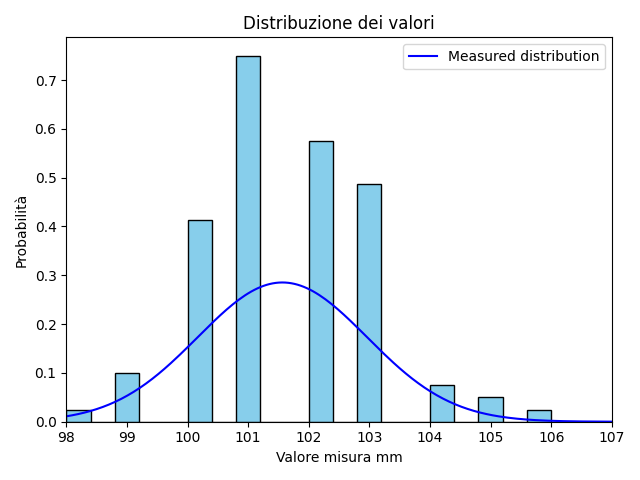 Distribuzione dei valori
Measured distribution
Probabilità
0.7
0.6
0.5
0.4
0.3
0.2
0.1
0.0
98 99 100 101 102 103 104 105 106 107
Valore misura mm